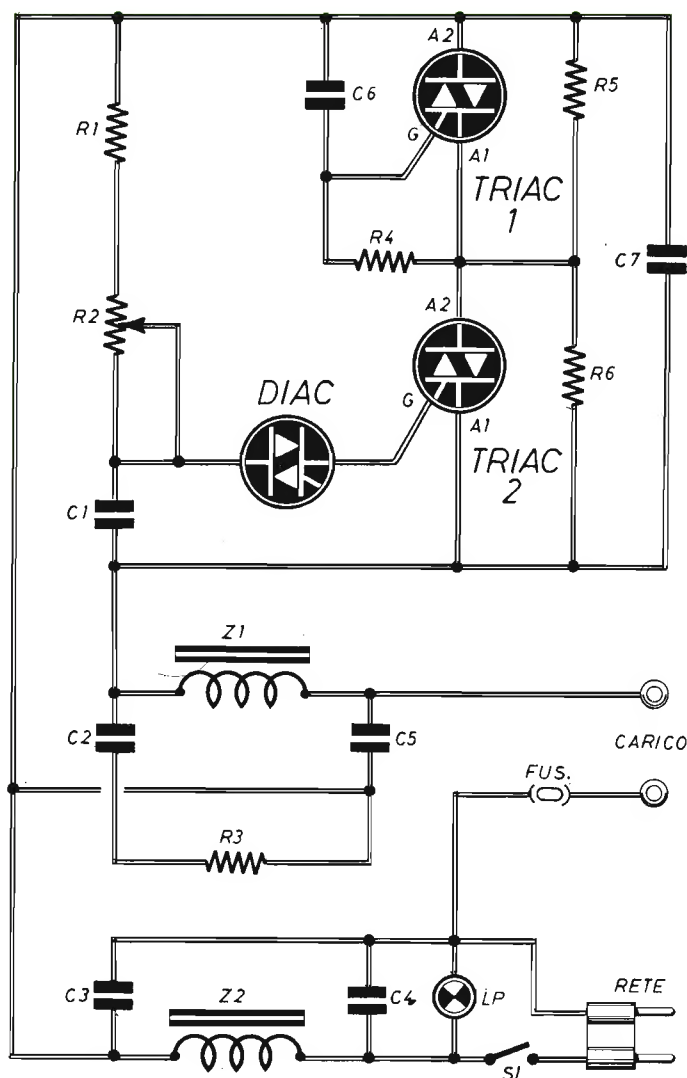 A2
C6
R5
R1
G
A1
TRIAC
1
R4
C7
R2
A2
DIAC
G
R6
A1
TRIAC
2
C1
Z1
C2
C5
CARICO
FUS.
R3
C3
Z2
C4
LP
RETE
S1